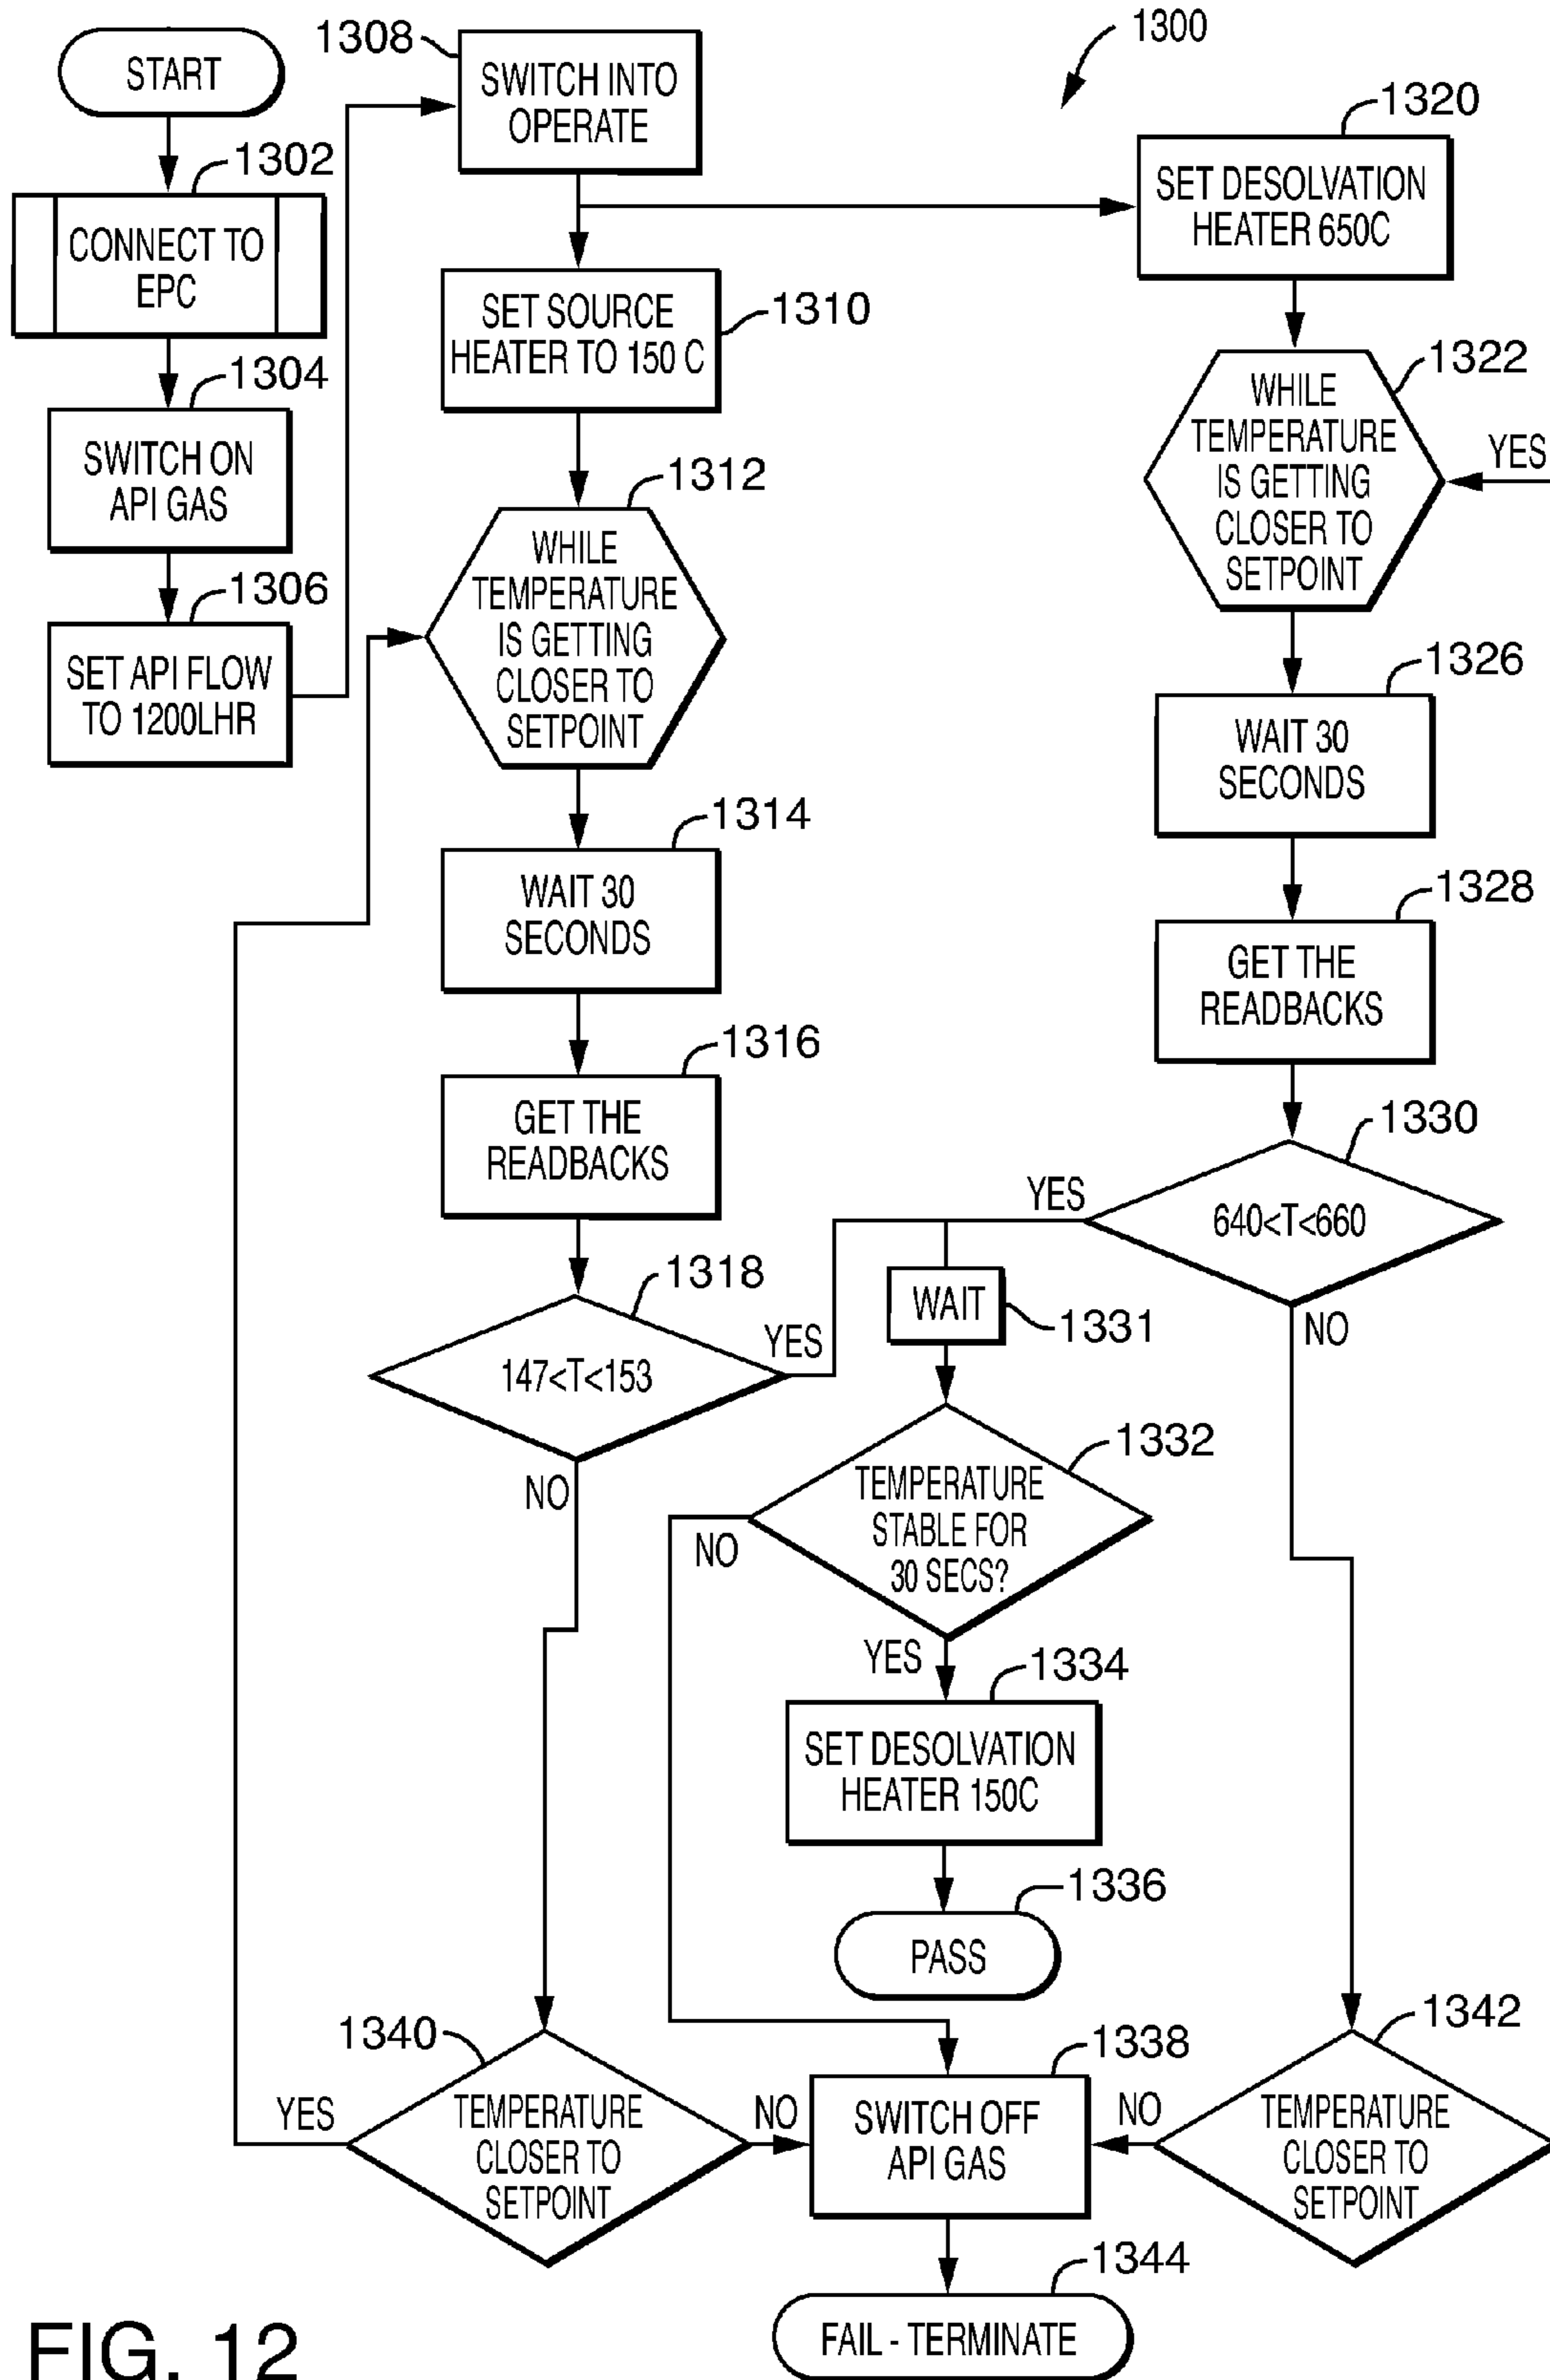 START
1302
CONNECT TO
EPC
1304
SWITCH ON
API GAS
1306
SET API FLOW
TO 1200LHR
1308
SWITCH INTO
OPERATE
1300
1310
SET SOURCE
HEATER TO 150 C
1312
WHILE
TEMPERATURE
IS GETTING
CLOSER TO
SETPOINT
1314
WAIT 30
SECONDS
1316
GET THE
READBACKS
1318
147<T<153
YES
NO
1320
SET DESOLVATION
HEATER 650C
1322
WHILE
TEMPERATURE
IS GETTING
CLOSER TO
SETPOINT
YES
1326
WAIT 30
SECONDS
1328
GET THE
READBACKS
1330
640<T<660
YES
NO
WAIT
1331
1332
TEMPERATURE
STABLE FOR
30 SECS?
NO
YES
1334
SET DESOLVATION
HEATER 150C
1336
PASS
1340
TEMPERATURE
CLOSER TO
SETPOINT
YES
NO
1338
SWITCH OFF
API GAS
1342
TEMPERATURE
CLOSER TO
SETPOINT
NO
1344
FAIL - TERMINATE
FIG. 12